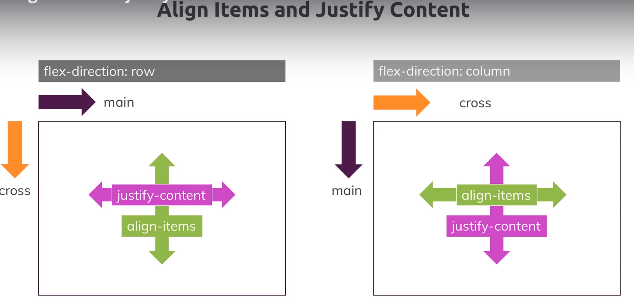 Align Items and Justify Content
flex-direction: row
main
cross
justify-content
align-items
flex-direction: column
cross
main
align-items
justify-content